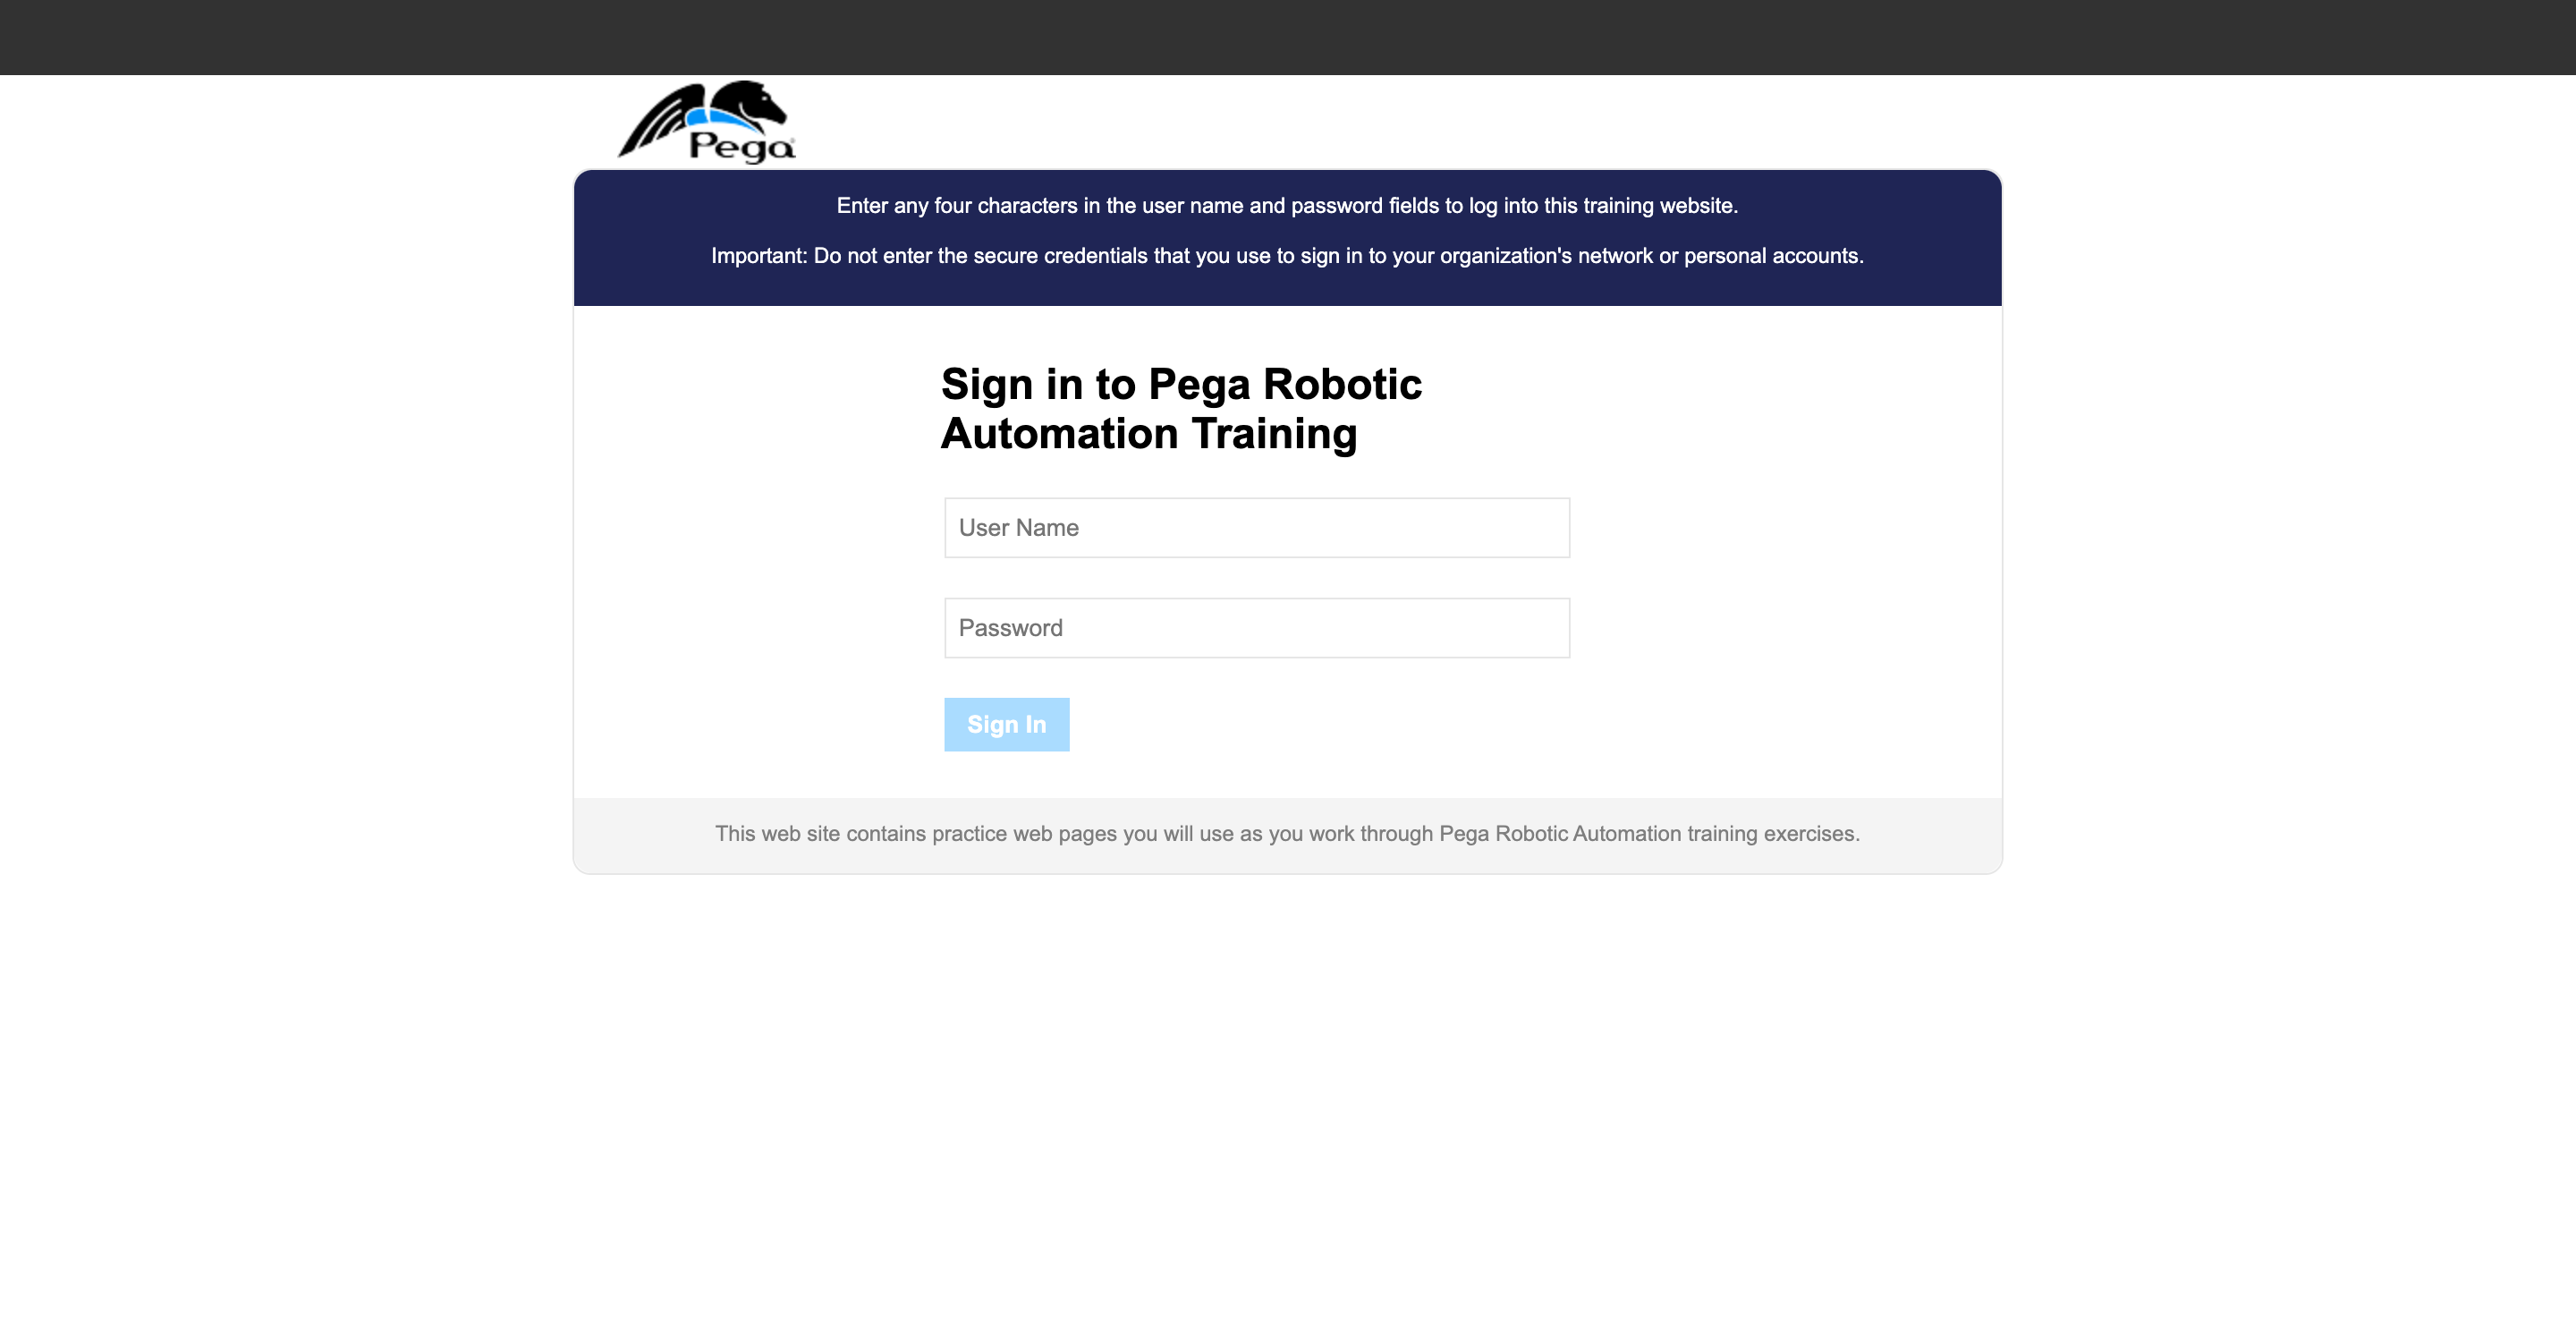 Pega
Enter any four characters in the user name and password fields to log into this training website.
Important: Do not enter the secure credentials that you use to sign in to your organization's network or personal accounts.
Sign in to Pega Robotic
Automation Training
User Name
Password
Sign In
This web site contains practice web pages you will use as you work through Pega Robotic Automation training exercises.